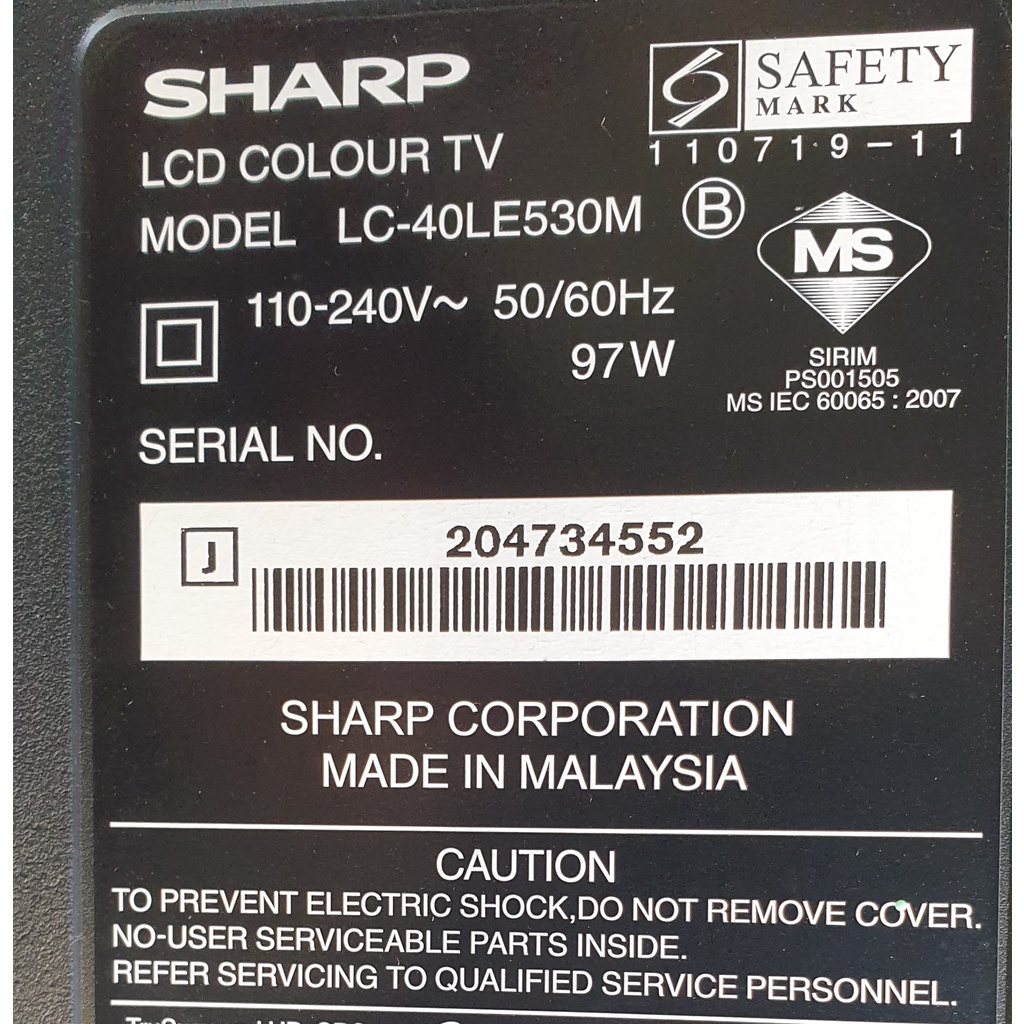 SHARP
SAFETY
MARK
110719-11
LCD COLOUR TV
MODEL LC-40LE530M B
MS
110-240V~ 50/60Hz
97W
SIRIM
PS001505
MS IEC 60065 : 2007
SERIAL NO.
J
204734552
SHARP CORPORATION
MADE IN MALAYSIA
CAUTION
TO PREVENT ELECTRIC SHOCK,DO NOT REMOVE COVER.
NO-USER SERVICEABLE PARTS INSIDE.
REFER SERVICING TO QUALIFIED SERVICE PERSONNEL.